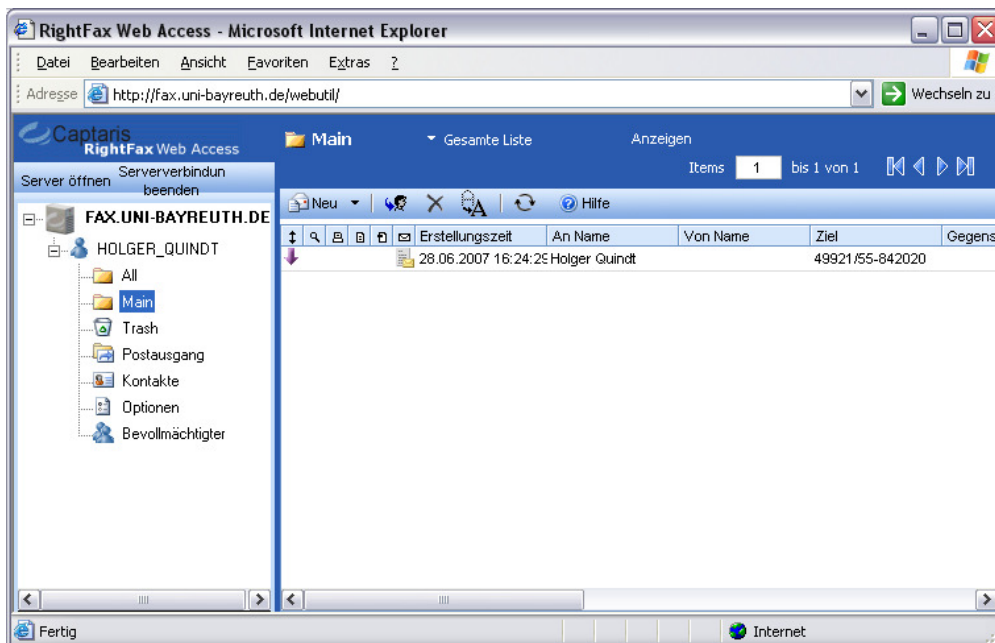 RightFax Web Access - Microsoft Internet Explorer
Datei Bearbeiten Ansicht Favoriten Extras ?
Adresse http://fax.uni-bayreuth.de/webutil/ Wechseln zu
Captaris
RightFax Web Access
Main Gesamte Liste Anzeigen
Items 1 bis 1 von 1
Server öffnen Serververbindun
beenden
Neu A Hilfe
FAX.UNI-BAYREUTH.DE
HOLGER_QUINDT
All
Main
Trash
Postausgang
Kontakte
Optionen
Bevollmächtigter
Erstellungszeit An Name Von Name Ziel Gegens
28.06.2007 16:24:29 Holger Quindt 49921/55-842020
Fertig Internet